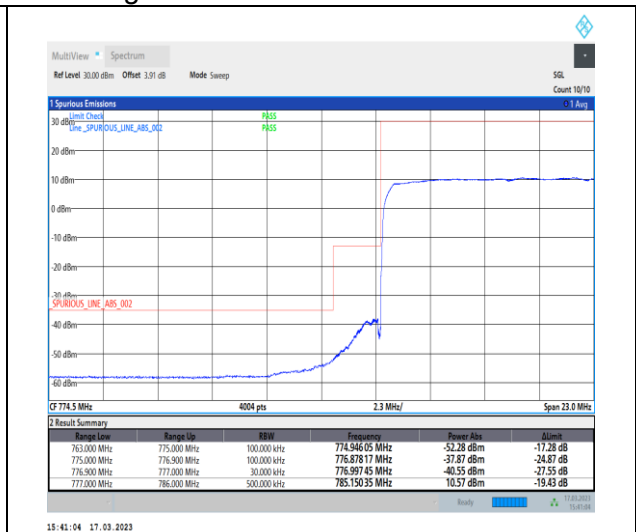 MultiView Spectrum
Ref Level 30.00 dBm Offset 3.91 dB Mode Sweep SGL
Count 10/10
1 Spurious Emissions 1 Avg
Limit Check PASS
30 dBm
Line _SPURIOUS_LINE_ABS_002 PASS
20 dBm
10 dBm
0 dBm
-10 dBm
-20 dBm
-30 dBm
_SPURIOUS_LINE_ABS_002
-40 dBm
-50 dBm
-60 dBm
CF 774.5 MHz 4004 pts 2.3 MHz/ Span 23.0 MHz
2 Result Summary
Range Low Range Up RBW Frequency Power Abs ΔLimit
763.000 MHz 775.000 MHz 100.000 kHz 774.946 05 MHz -52.28 dBm -17.28 dB
775.000 MHz 776.900 MHz 100.000 kHz 776.878 17 MHz -37.87 dBm -24.87 dB
776.900 MHz 777.000 MHz 30.000 kHz 776.997 45 MHz -40.55 dBm -27.55 dB
777.000 MHz 786.000 MHz 500.000 kHz 785.150 35 MHz 10.57 dBm -19.43 dB
Ready 17.03.2023
15:41:04
15:41:04 17.03.2023